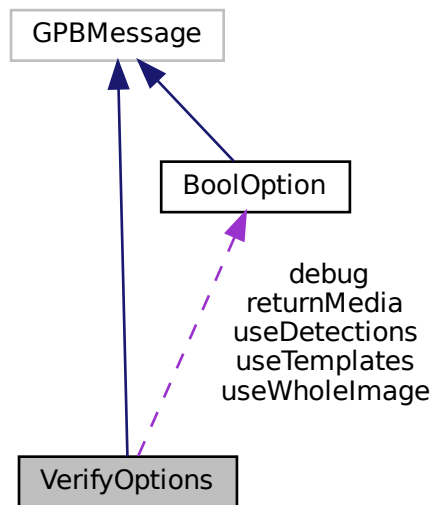 GPBMessage
BoolOption
debug
returnMedia
useDetections
useTemplates
useWholeImage
VerifyOptions